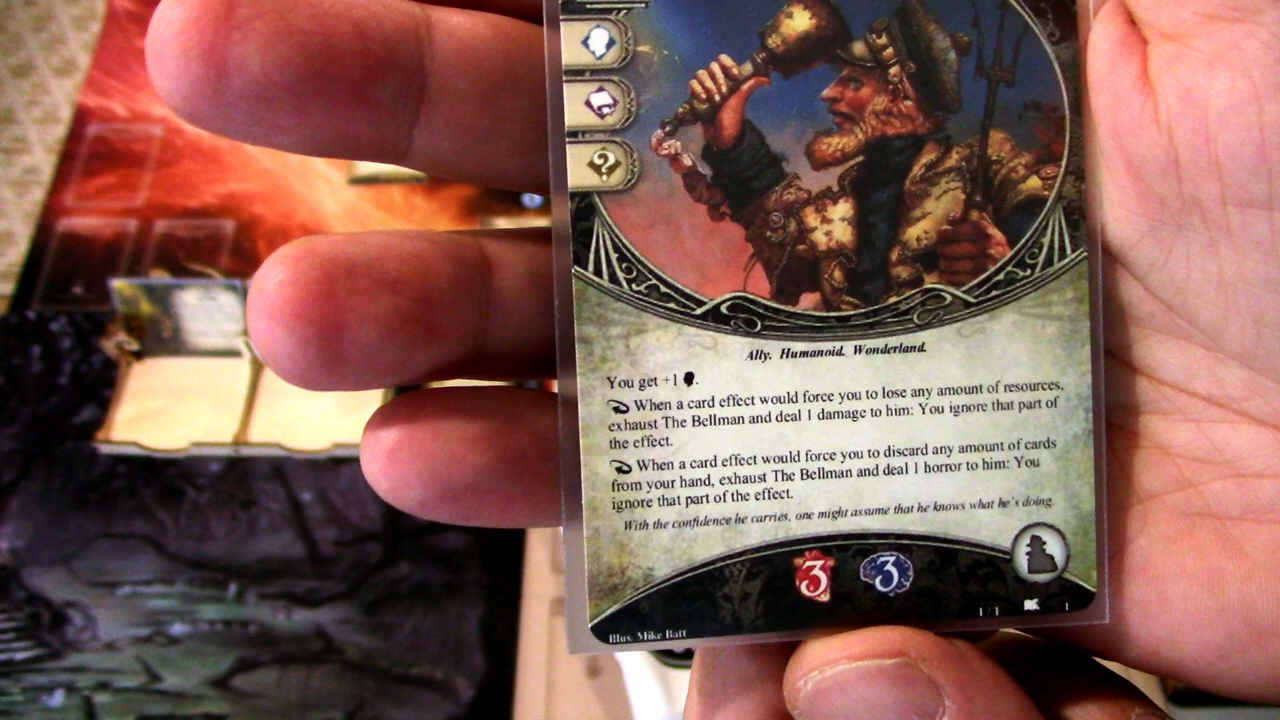 ?
Ally. Humanoid. Wonderland.
You get +1 .
When a card effect would force you to lose any amount of resources,
exhaust The Bellman and deal 1 damage to him: You ignore that part of
the effect.
When a card effect would force you to discard any amount of cards
from your hand, exhaust The Bellman and deal 1 horror to him: You
ignore that part of the effect.
With the confidence he carries, one might assume that he knows what he's doing.
3 3
1/1 1
Illus. Mike Batt